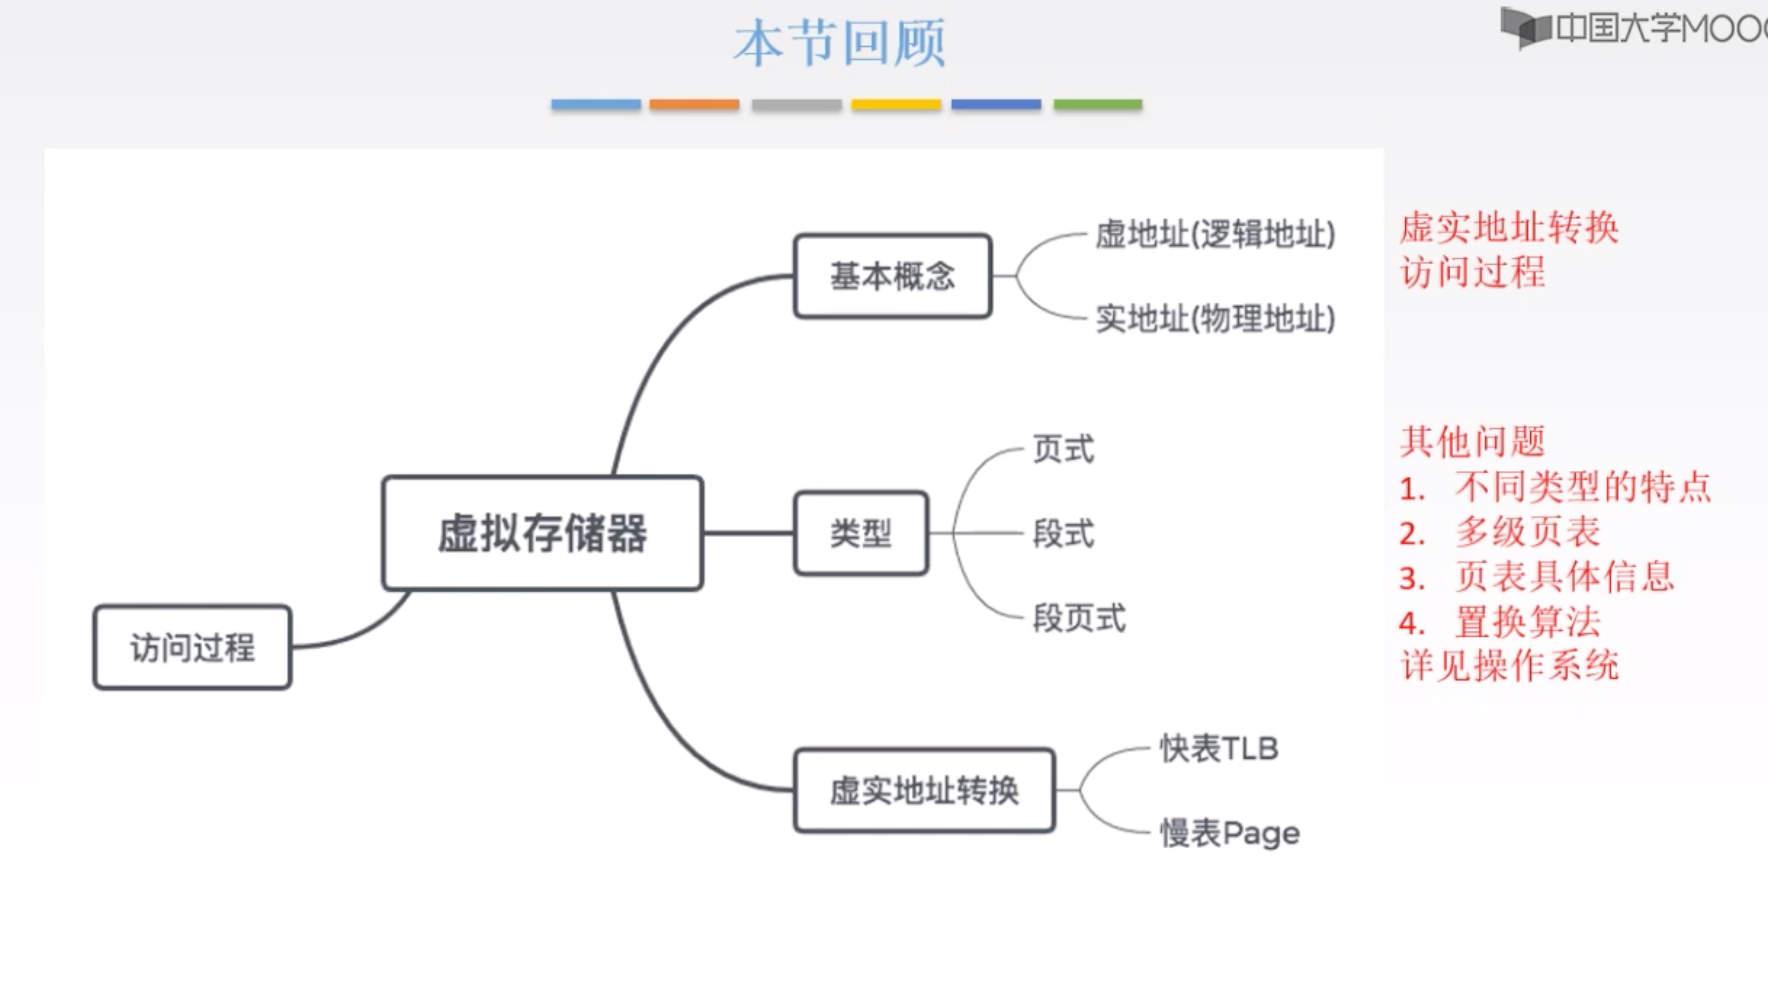 本节回顾
中国大学MOOC
基本概念
虚地址(逻辑地址)
实地址(物理地址)
虚拟存储器
类型
页式
段式
段页式
访问过程
虚实地址转换
快表TLB
慢表Page
虚实地址转换
访问过程
其他问题
1. 不同类型的特点
2. 多级页表
3. 页表具体信息
4. 置换算法
详见操作系统